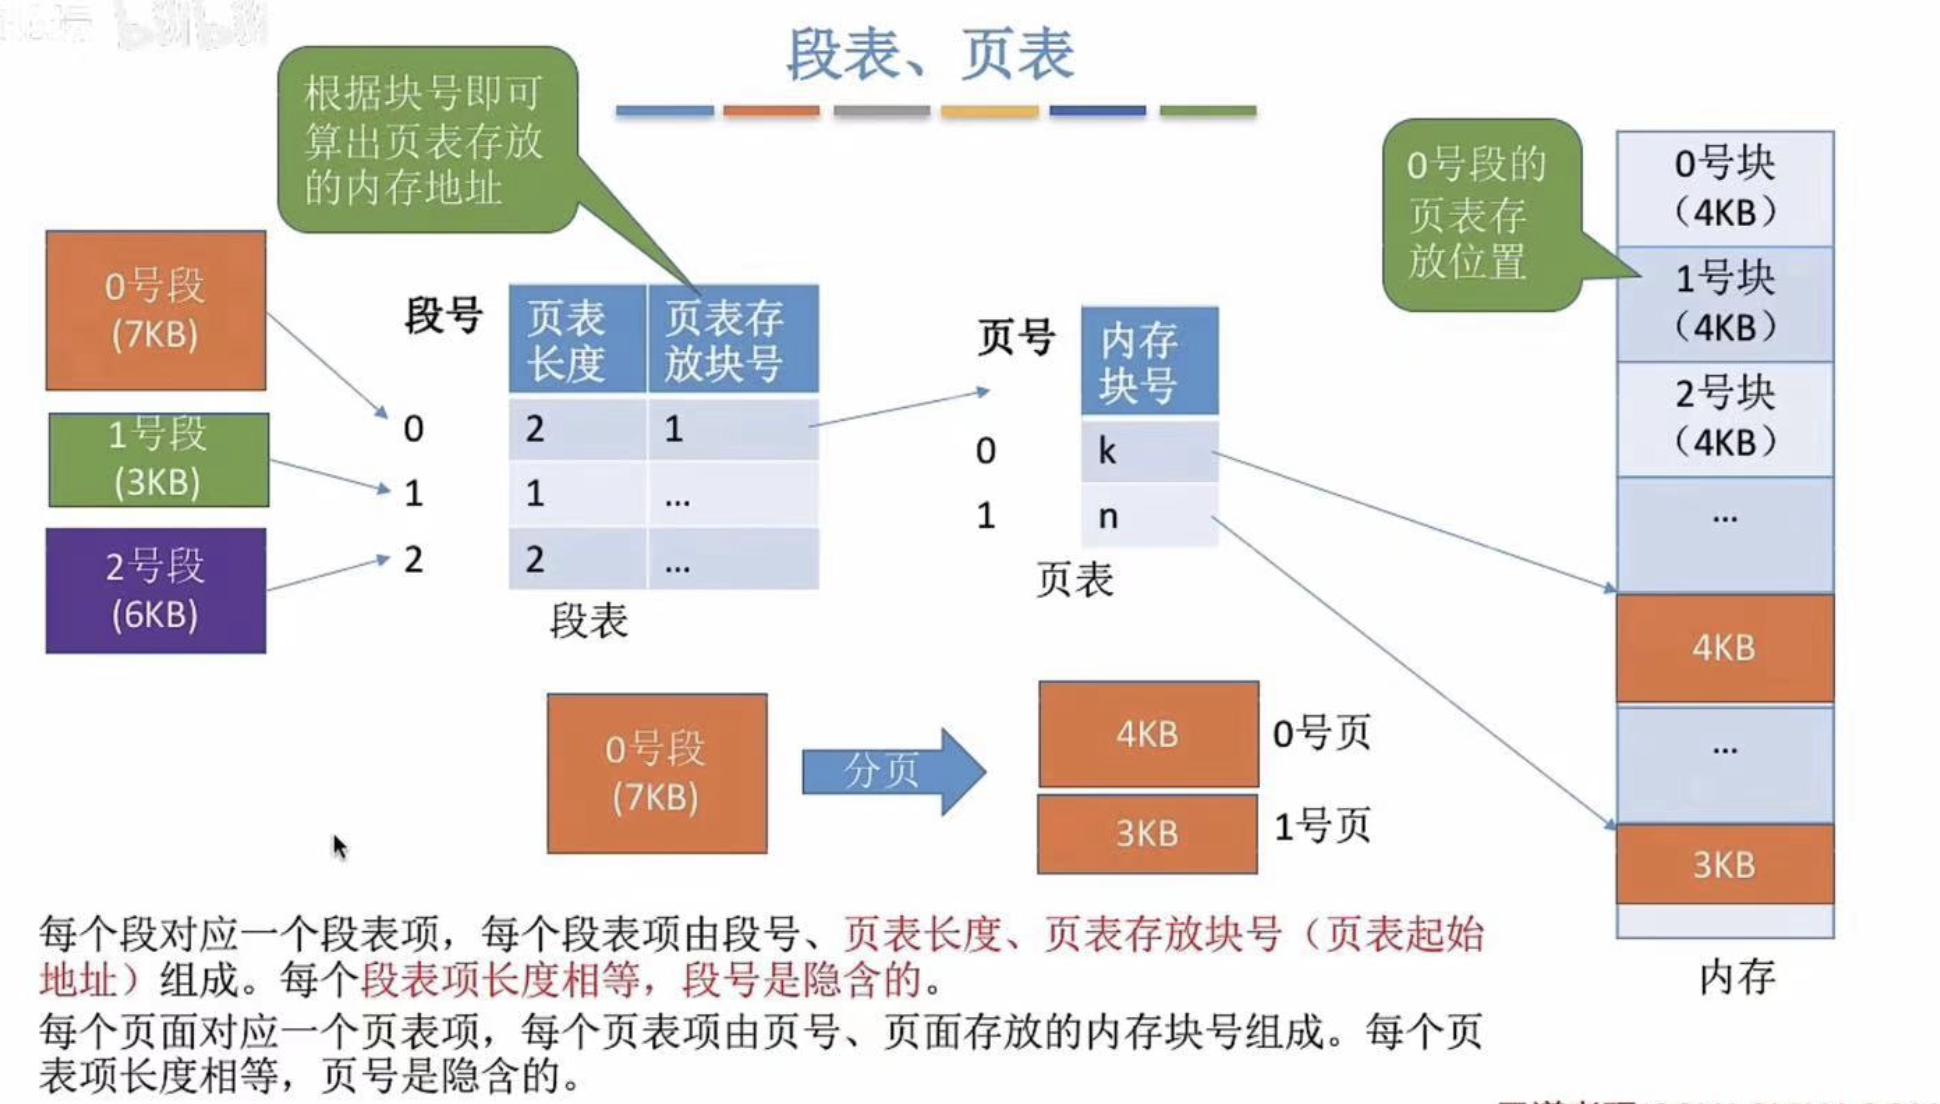 bilibili
段表、页表
根据块号即可
算出页表存放
的内存地址
0号段的
页表存
放位置
0号段
(7KB)
1号段
(3KB)
2号段
(6KB)
段号
页表
长度
页表存
放块号
0
2
1
1
1
...
2
2
...
段表
页号
内存
块号
0
k
1
n
页表
0号块
（4KB）
1号块
（4KB）
2号块
（4KB）
...
4KB
...
3KB
内存
0号段
(7KB)
分页
4KB
0号页
3KB
1号页
每个段对应一个段表项，每个段表项由段号、页表长度、页表存放块号（页表起始
地址）组成。每个段表项长度相等，段号是隐含的。
每个页面对应一个页表项，每个页表项由页号、页面存放的内存块号组成。每个页
表项长度相等，页号是隐含的。